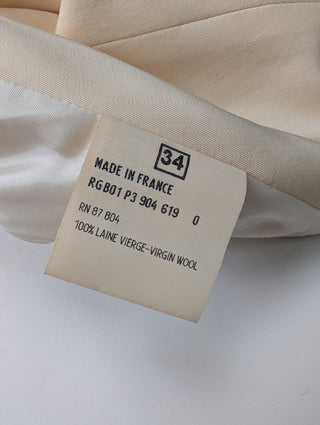 34
MADE IN FRANCE
RGB01 P3 904 619 0
RN 87 804
100% LAINE VIERGE-VIRGIN WOOL